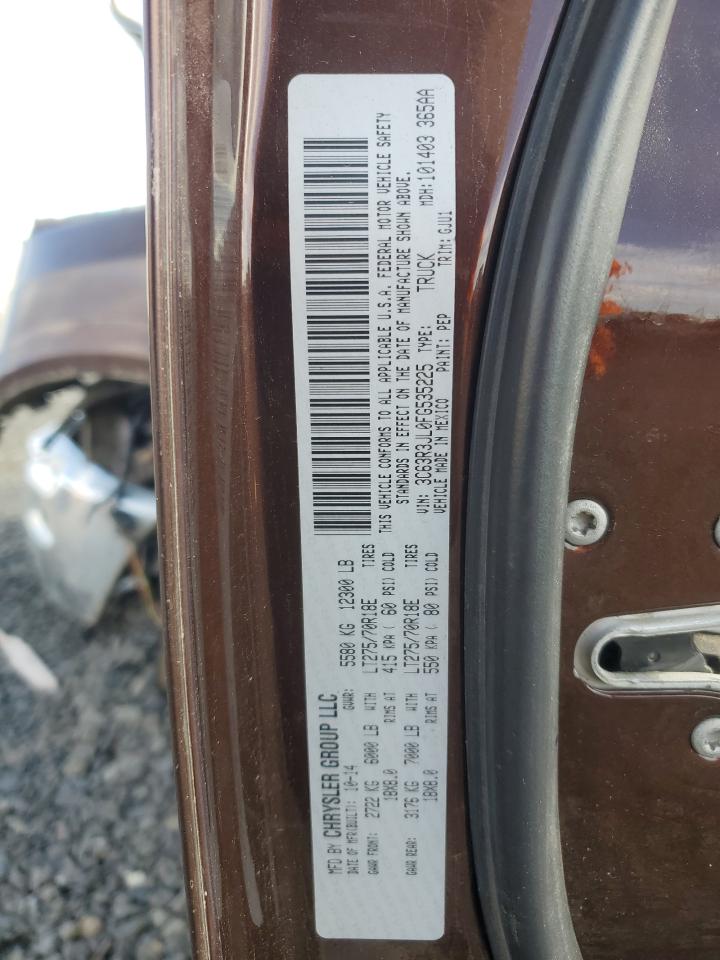 MFD BY CHRYSLER GROUP LLC
DATE OF MFR(BUILT): 10-14 GVWR: 5580 KG 12300 LB
GAWR FRONT: 2722 KG 6000 LB WITH LT275/70R18E TIRES
18X8.0 RIMS AT 415 KPA ( 60 PSI) COLD
GAWR REAR: 3176 KG 7000 LB WITH LT275/70R18E TIRES
18X8.0 RIMS AT 550 KPA ( 80 PSI) COLD
THIS VEHICLE CONFORMS TO ALL APPLICABLE U.S.A. FEDERAL MOTOR VEHICLE SAFETY
STANDARDS IN EFFECT ON THE DATE OF MANUFACTURE SHOWN ABOVE.
VIN: 3C63R3JL0FG535225 TYPE: TRUCK MDH: 101403 365AA
VEHICLE MADE IN MEXICO PAINT: PEP TRIM: GJU1